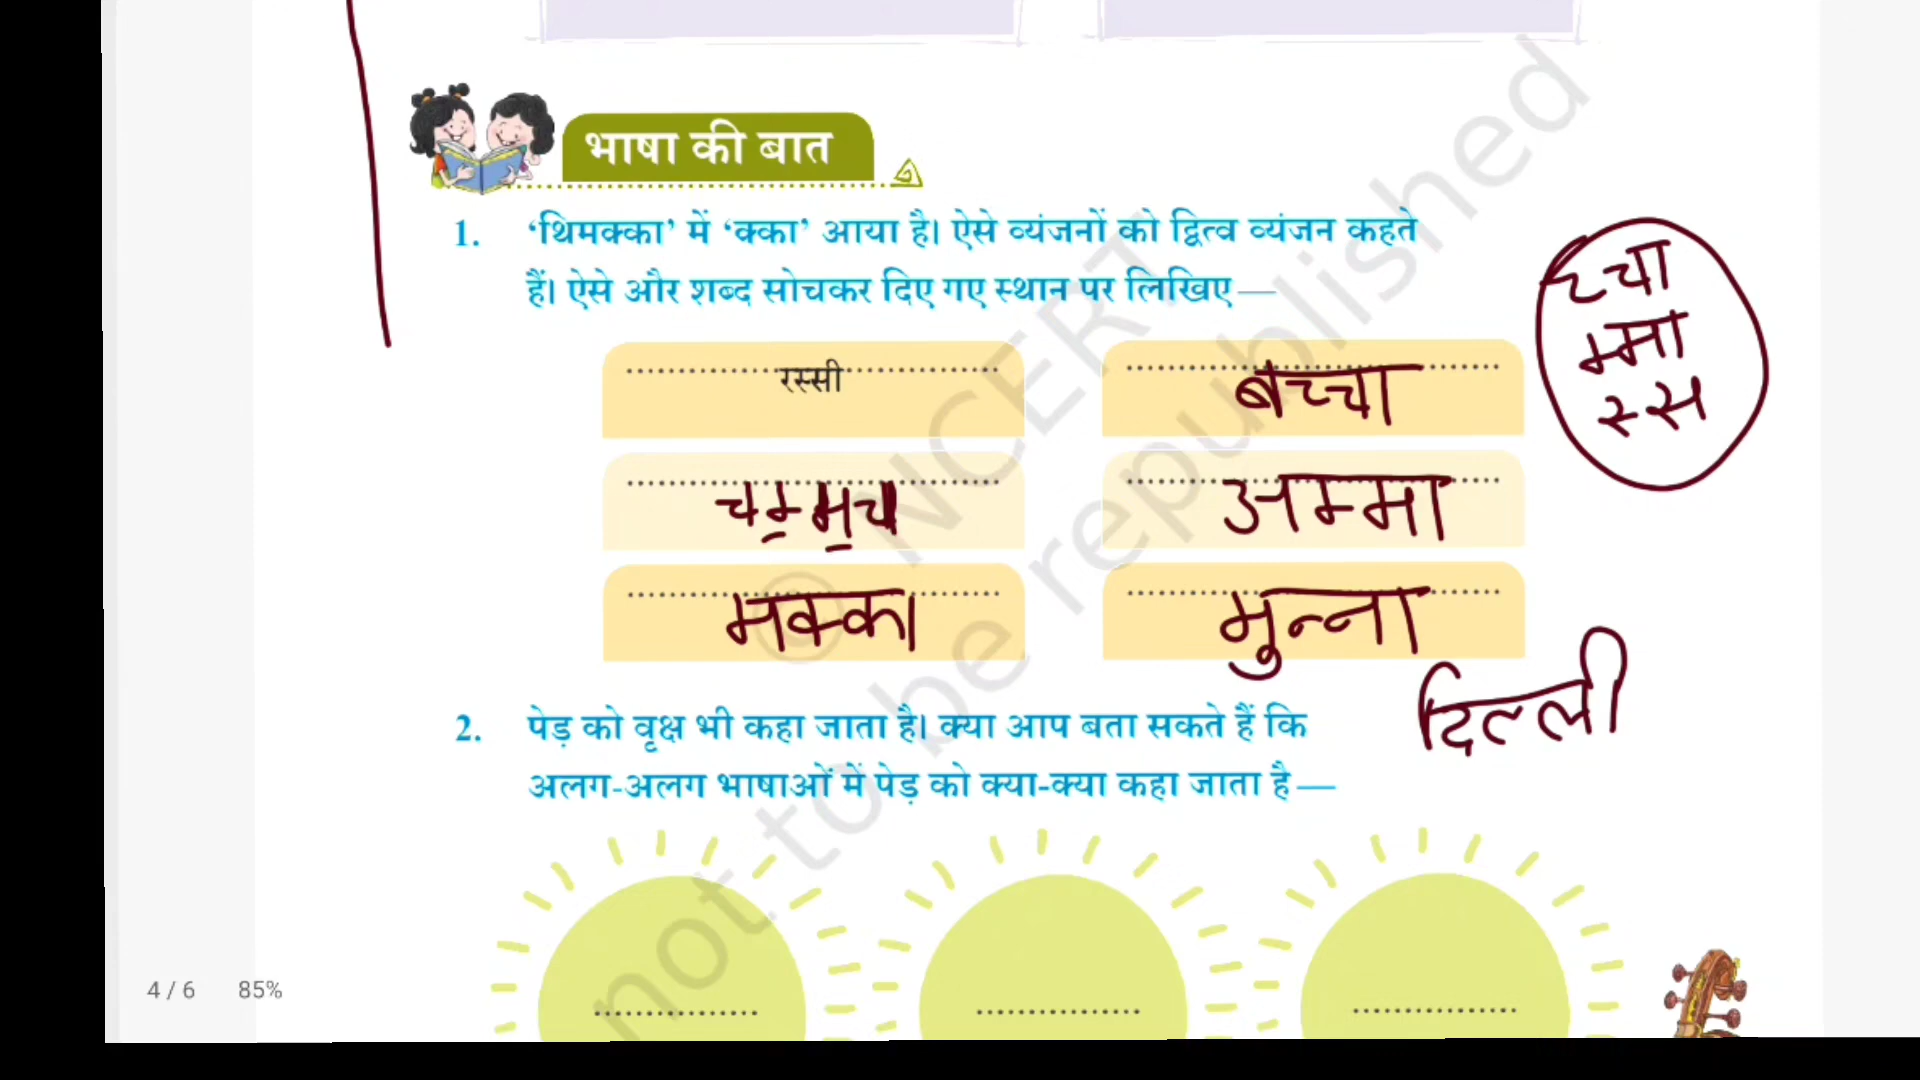 भाषा की बात
1. ‘थिमक्का’ में ‘क्का’ आया है। ऐसे व्यंजनों को द्वित्व व्यंजन कहते
हैं। ऐसे और शब्द सोचकर दिए गए स्थान पर लिखिए —
च्चा
म्मा
स्स
रस्सी
बच्चा
चम्मच
अम्मा
मक्का
मुन्ना
दिल्ली
2. पेड़ को वृक्ष भी कहा जाता है। क्या आप बता सकते हैं कि
अलग-अलग भाषाओं में पेड़ को क्या-क्या कहा जाता है —
© NCERT
not to be republished
4 / 6 85%